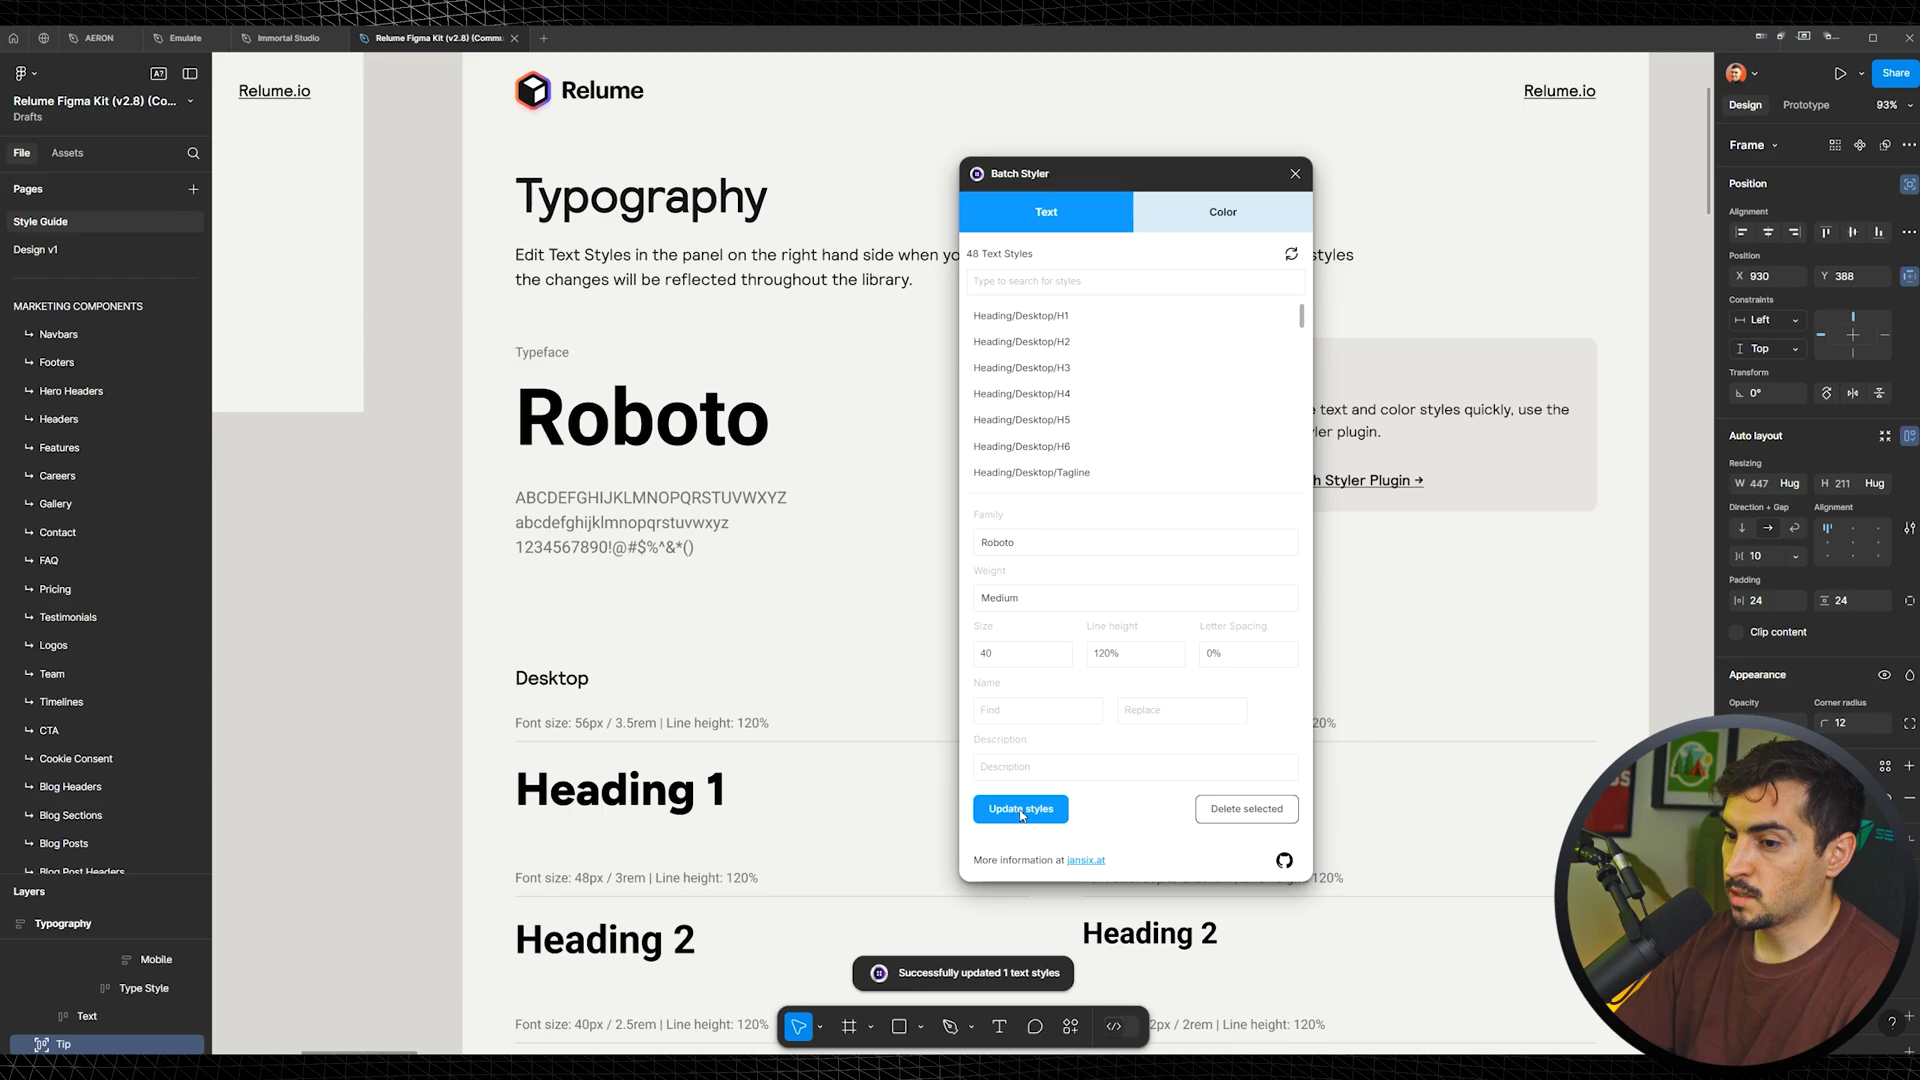 AERON
Emulate
Immortal Studio
Relume Figma Kit (v2.8) (Commu
A?
Relume Figma Kit (v2.8) (Co...
Drafts
File
Assets
Pages
Style Guide
Design v1
MARKETING COMPONENTS
Navbars
Footers
Hero Headers
Headers
Features
Careers
Gallery
Contact
FAQ
Pricing
Testimonials
Logos
Team
Timelines
CTA
Cookie Consent
Blog Headers
Blog Sections
Blog Posts
Blog Post Headers
Layers
Typography
Mobile
Type Style
Text
Tip
Relume.io
Relume
Relume.io
Typography
Edit Text Styles in the panel on the right hand side when yo
styles
the changes will be reflected throughout the library.
Typeface
Roboto
ABCDEFGHIJKLMNOPQRSTUVWXYZ
abcdefghijklmnopqrstuvwxyz
1234567890!@#$%^&*()
text and color styles quickly, use the
ler plugin.
h Styler Plugin →
Desktop
Font size: 56px / 3.5rem | Line height: 120%
20%
Heading 1
Font size: 48px / 3rem | Line height: 120%
120%
Heading 2
Heading 2
Font size: 40px / 2.5rem | Line height: 120%
2px / 2rem | Line height: 120%
Batch Styler
Text
Color
48 Text Styles
Type to search for styles
Heading/Desktop/H1
Heading/Desktop/H2
Heading/Desktop/H3
Heading/Desktop/H4
Heading/Desktop/H5
Heading/Desktop/H6
Heading/Desktop/Tagline
Family
Roboto
Weight
Medium
Size
Line height
Letter Spacing
40
120%
0%
Name
Find
Replace
Description
Description
Update styles
Delete selected
More information at jansix.at
Successfully updated 1 text styles
Share
Design
Prototype
93%
Frame
Position
Alignment
Position
X 930
Y 388
Constraints
Left
Top
Transform
0°
Auto layout
Resizing
W 447 Hug
H 211 Hug
Direction + Gap
Alignment
10
Padding
24
24
Clip content
Appearance
Opacity
Corner radius
12
?